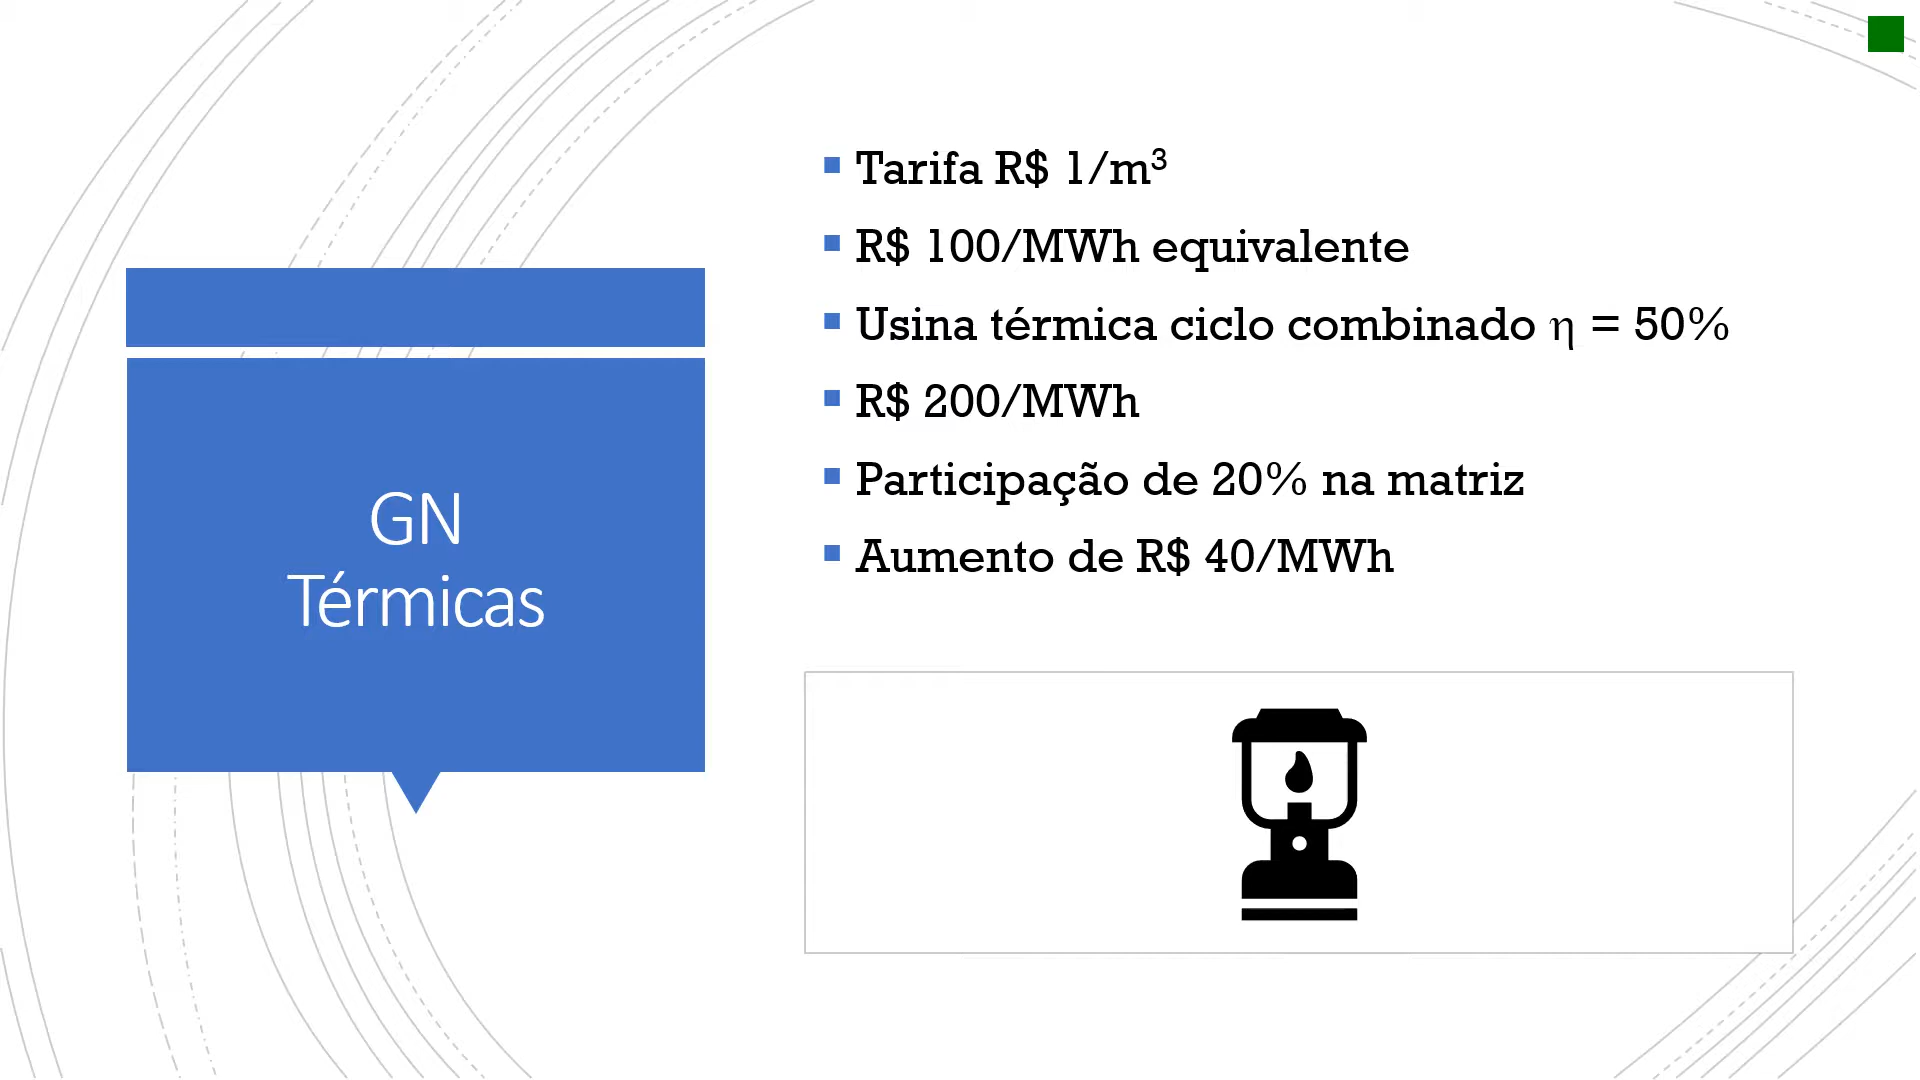 GN
Térmicas
Tarifa R$ 1/m³
R$ 100/MWh equivalente
Usina térmica ciclo combinado η = 50%
R$ 200/MWh
Participação de 20% na matriz
Aumento de R$ 40/MWh